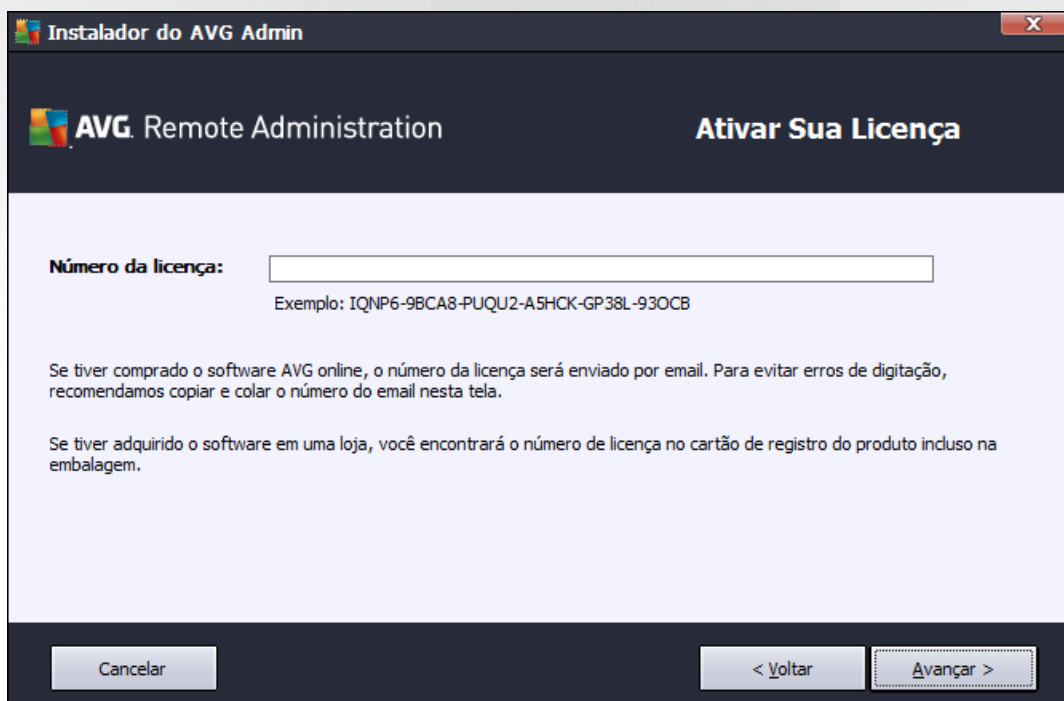 Instalador do AVG Admin
X
AVG. Remote Administration
Ativar Sua Licença
Número da licença:
Exemplo: IQNP6-9BCA8-PUQU2-A5HCK-GP38L-93OCB
Se tiver comprado o software AVG online, o número da licença será enviado por email. Para evitar erros de digitação,
recomendamos copiar e colar o número do email nesta tela.
Se tiver adquirido o software em uma loja, você encontrará o número de licença no cartão de registro do produto incluso na
embalagem.
Cancelar
< Voltar
Avançar >